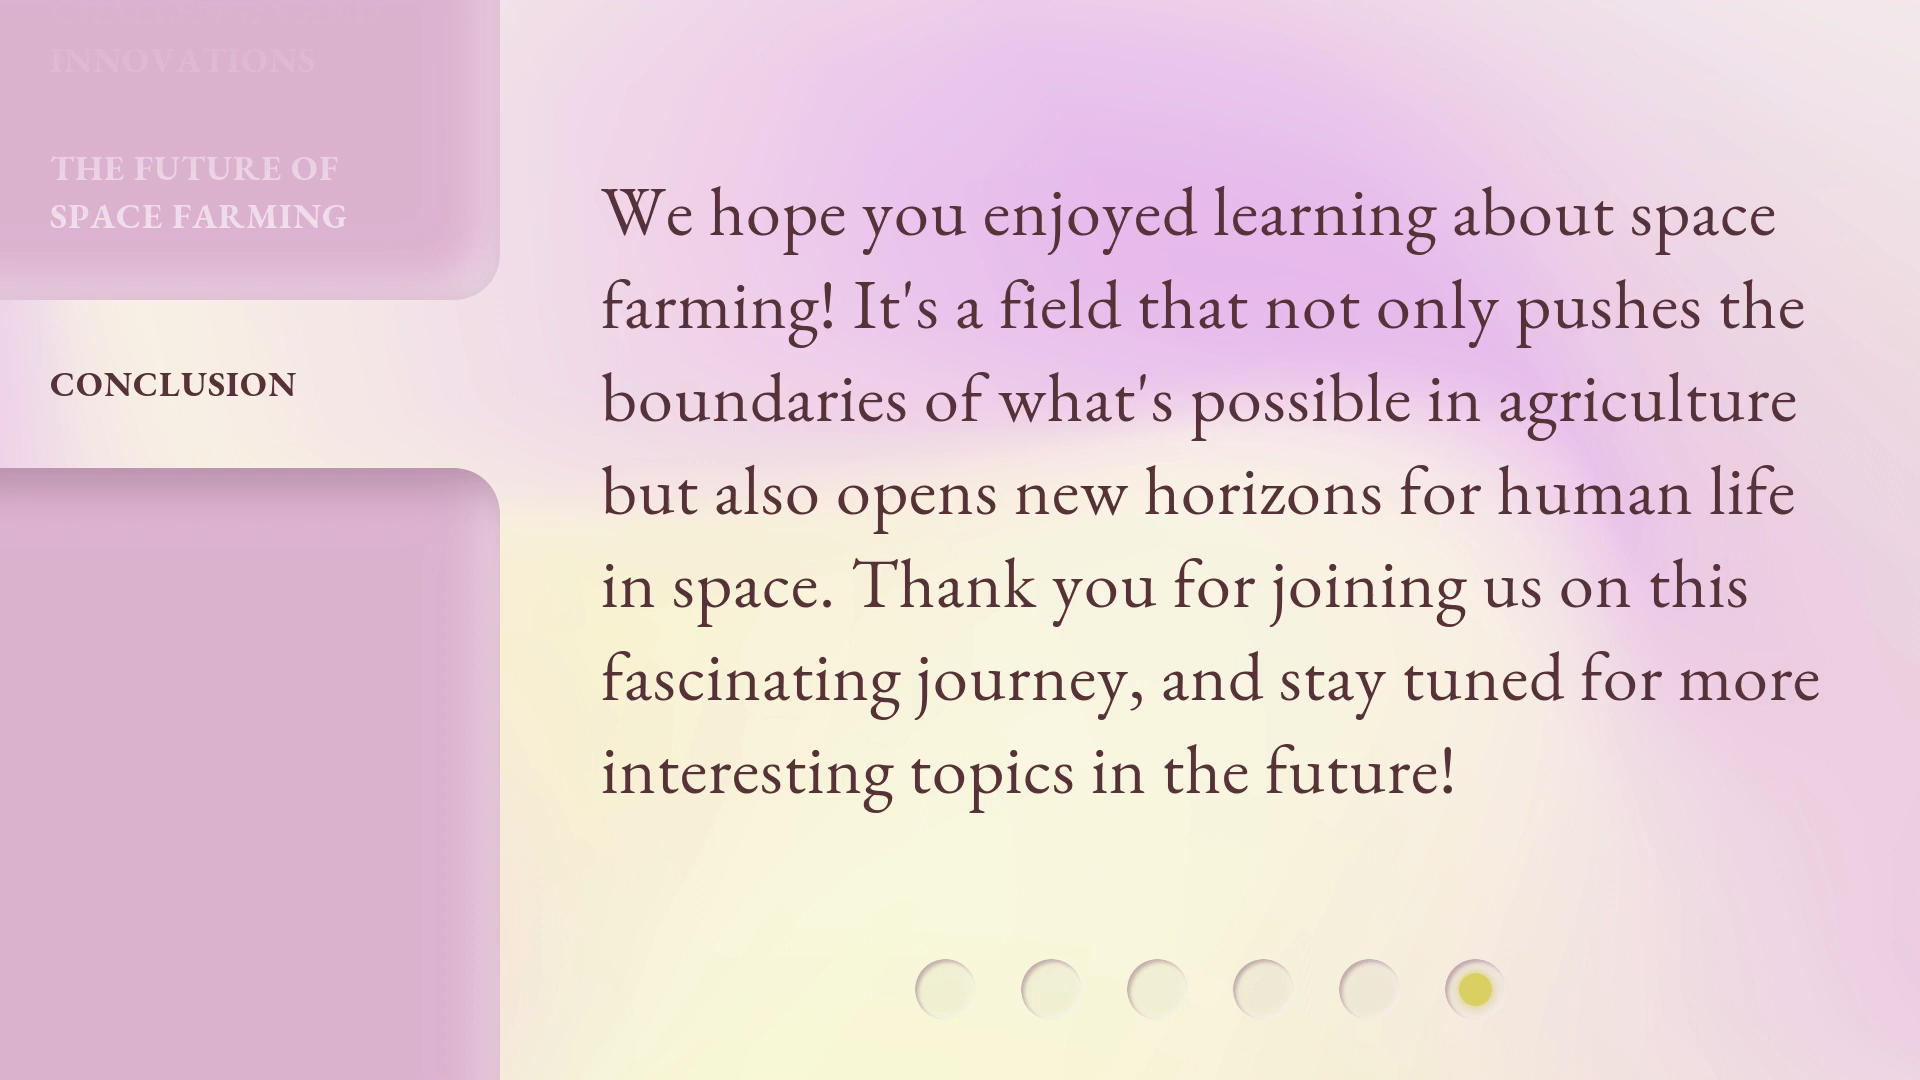 INNOVATIONS
THE FUTURE OF
SPACE FARMING
CONCLUSION
We hope you enjoyed learning about space
farming! It's a field that not only pushes the
boundaries of what's possible in agriculture
but also opens new horizons for human life
in space. Thank you for joining us on this
fascinating journey, and stay tuned for more
interesting topics in the future!